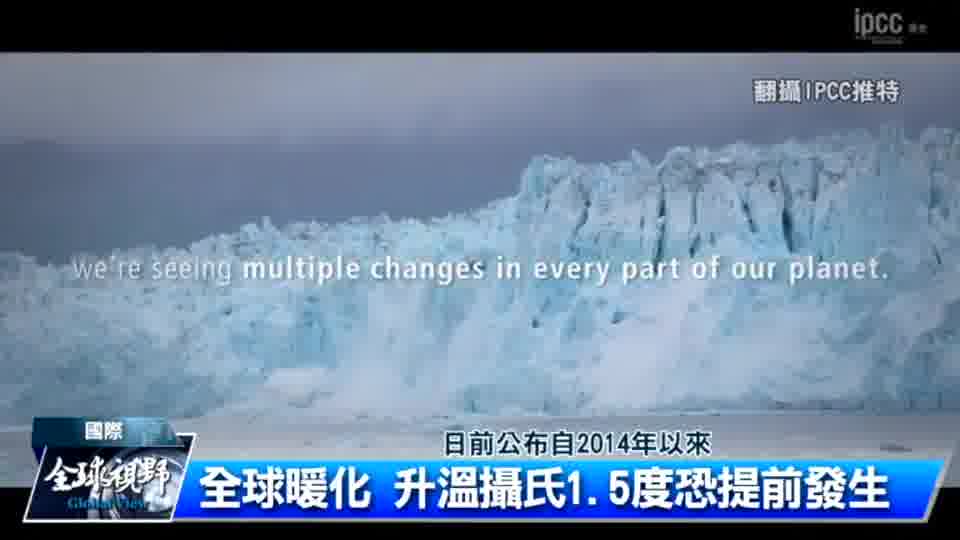 ipcc
翻攝IPCC推特
we're seeing multiple changes in every part of our planet.
國際
日前公布自2014年以來
全球視野
Global View
全球暖化 升溫攝氏1.5度恐提前發生